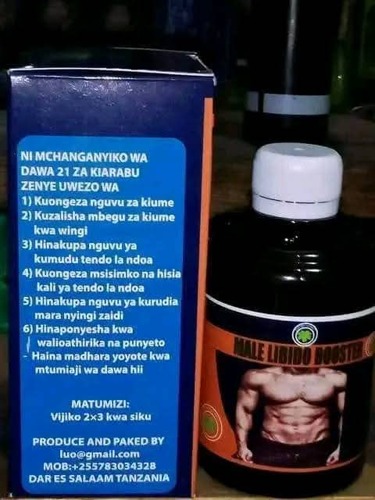 NI MCHANGANYIKO WA
DAWA 21 ZA KIARABU
ZENYE UWEZO WA
1) Kuongeza nguvu za kiume
2) Kuzalisha mbegu za kiume
kwa wingi
3) Hinakupa nguvu ya
kumudu tendo la ndoa
4) Kuongeza msisimko na hisia
kali ya tendo la ndoa
5) Hinakupa nguvu ya kurudia
mara nyingi zaidi
6) Hinaponyesha kwa
walioathirika na punyeto
- Haina madhara yoyote kwa
mtumiaji wa dawa hii
MATUMIZI:
Vijiko 2×3 kwa siku
PRODUCE AND PAKED BY
luo@gmail.com
MOB:+255783034328
DAR ES SALAAM TANZANIA
MALE LIBIDO BOOSTER